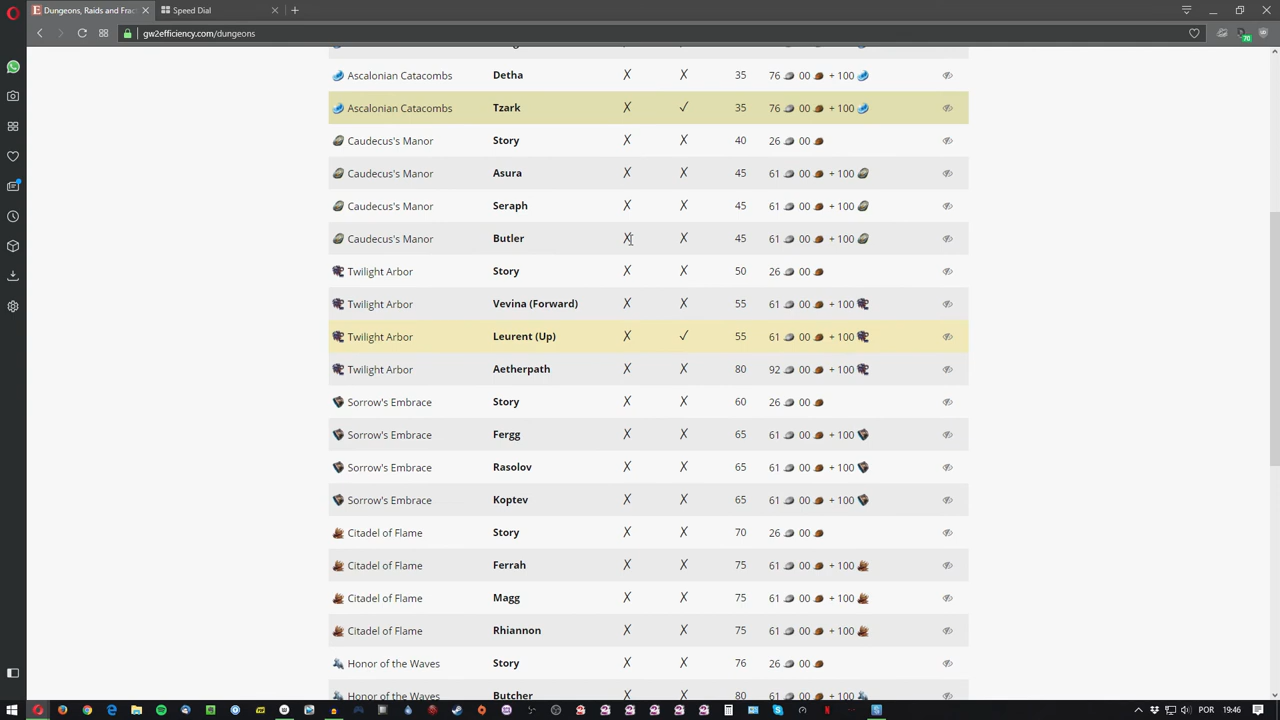 Dungeons, Raids and Frac
Speed Dial
gw2efficiency.com/dungeons
70
Ascalonian Catacombs Detha X X 35 76 00 + 100
Ascalonian Catacombs Tzark X ✓ 35 76 00 + 100
Caudecus's Manor Story X X 40 26 00
Caudecus's Manor Asura X X 45 61 00 + 100
Caudecus's Manor Seraph X X 45 61 00 + 100
Caudecus's Manor Butler X X 45 61 00 + 100
Twilight Arbor Story X X 50 26 00
Twilight Arbor Vevina (Forward) X X 55 61 00 + 100
Twilight Arbor Leurent (Up) X ✓ 55 61 00 + 100
Twilight Arbor Aetherpath X X 80 92 00 + 100
Sorrow's Embrace Story X X 60 26 00
Sorrow's Embrace Fergg X X 65 61 00 + 100
Sorrow's Embrace Rasolov X X 65 61 00 + 100
Sorrow's Embrace Koptev X X 65 61 00 + 100
Citadel of Flame Story X X 70 26 00
Citadel of Flame Ferrah X X 75 61 00 + 100
Citadel of Flame Magg X X 75 61 00 + 100
Citadel of Flame Rhiannon X X 75 61 00 + 100
Honor of the Waves Story X X 76 26 00
Honor of the Waves Butcher X X 80 61 00 + 100
POR 19:46